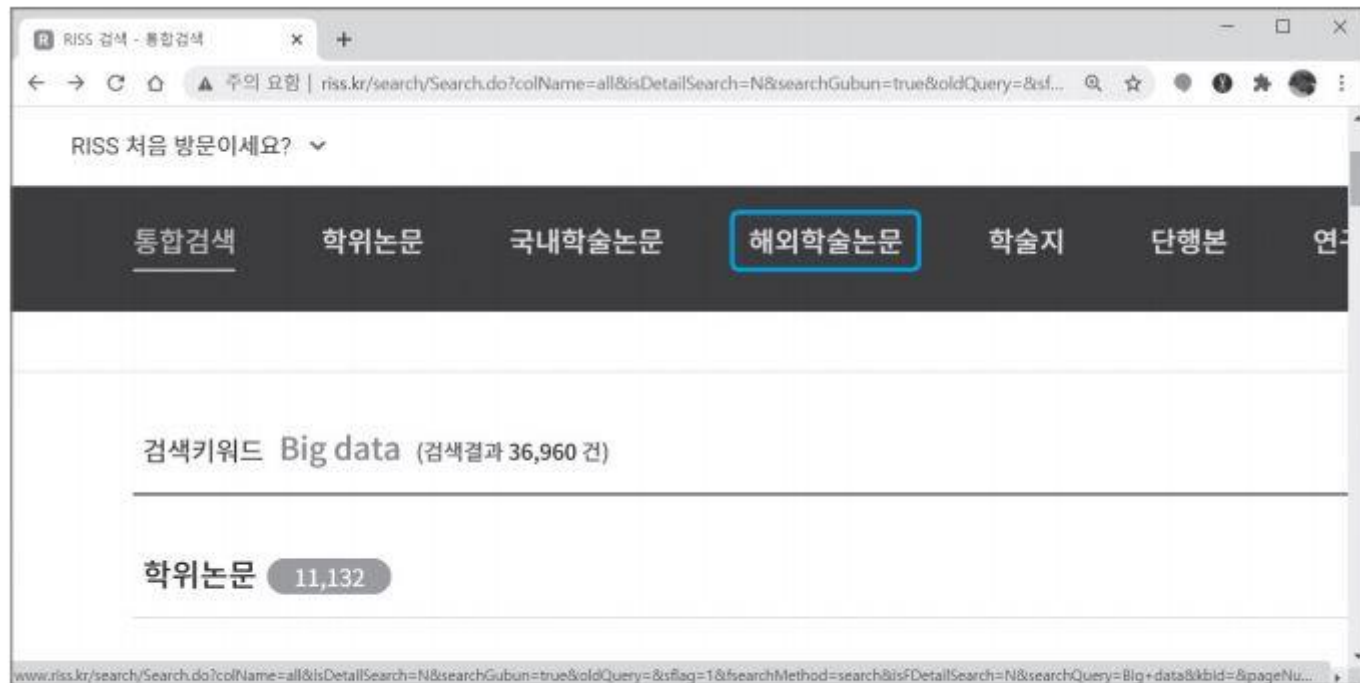 RISS 검색 - 통합검색
주의 요함 | riss.kr/search/Search.do?colName=all&isDetailSearch=N&searchGubun=true&oldQuery=&sf...
RISS 처음 방문이세요?
통합검색 학위논문 국내학술논문 해외학술논문 학술지 단행본
검색키워드 Big data (검색결과 36,960 건)
학위논문 11,132
www.riss.kr/search/Search.do?colName=all&isDetailSearch=N&searchGubun=true&oldQuery=&sflag=1&fsearchMethod=search&isFDetailSearch=N&searchQuery=Big+data&kbid=&pageNu...